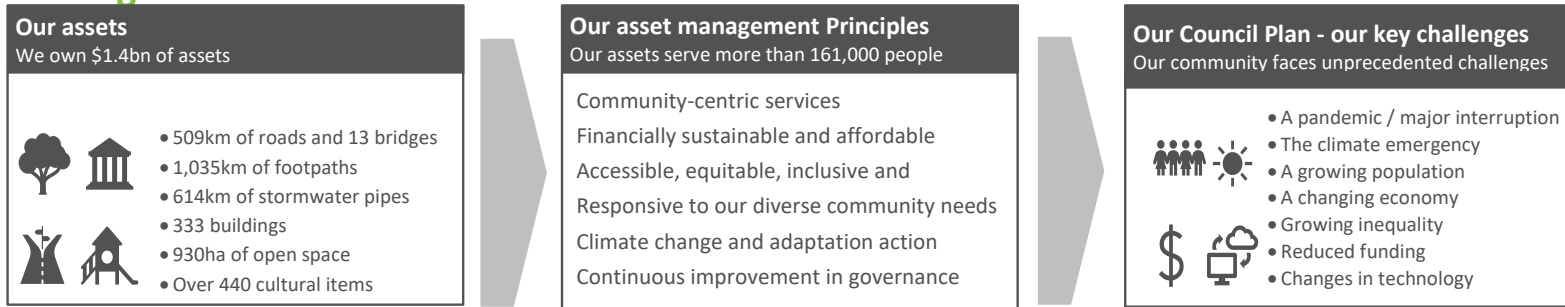 Our assets
We own $1.4bn of assets
• 509km of roads and 13 bridges
• 1,035km of footpaths
• 614km of stormwater pipes
• 333 buildings
• 930ha of open space
• Over 440 cultural items
Our asset management Principles
Our assets serve more than 161,000 people
Community-centric services
Financially sustainable and affordable
Accessible, equitable, inclusive and
Responsive to our diverse community needs
Climate change and adaptation action
Continuous improvement in governance
Our Council Plan - our key challenges
Our community faces unprecedented challenges
• A pandemic / major interruption
• The climate emergency
• A growing population
• A changing economy
• Growing inequality
• Reduced funding
• Changes in technology